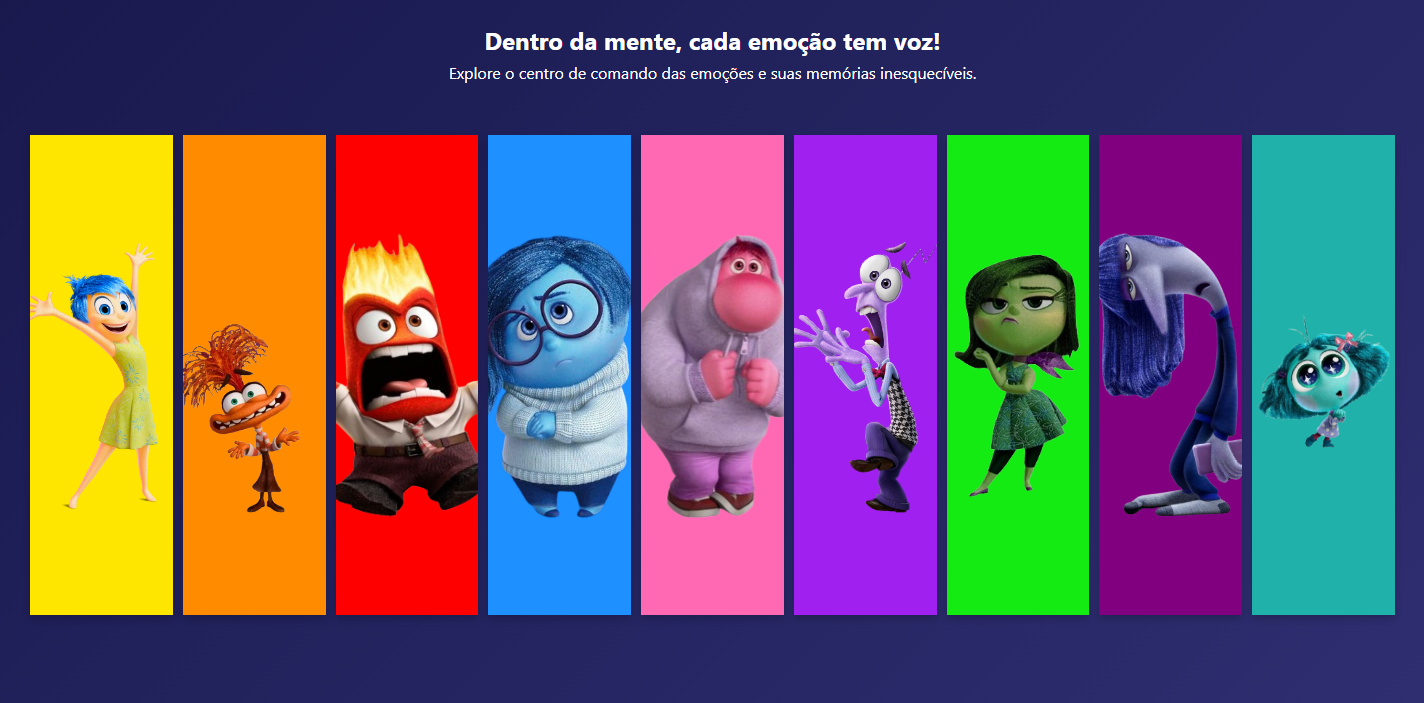 Dentro da mente, cada emoção tem voz!
Explore o centro de comando das emoções e suas memórias inesquecíveis.